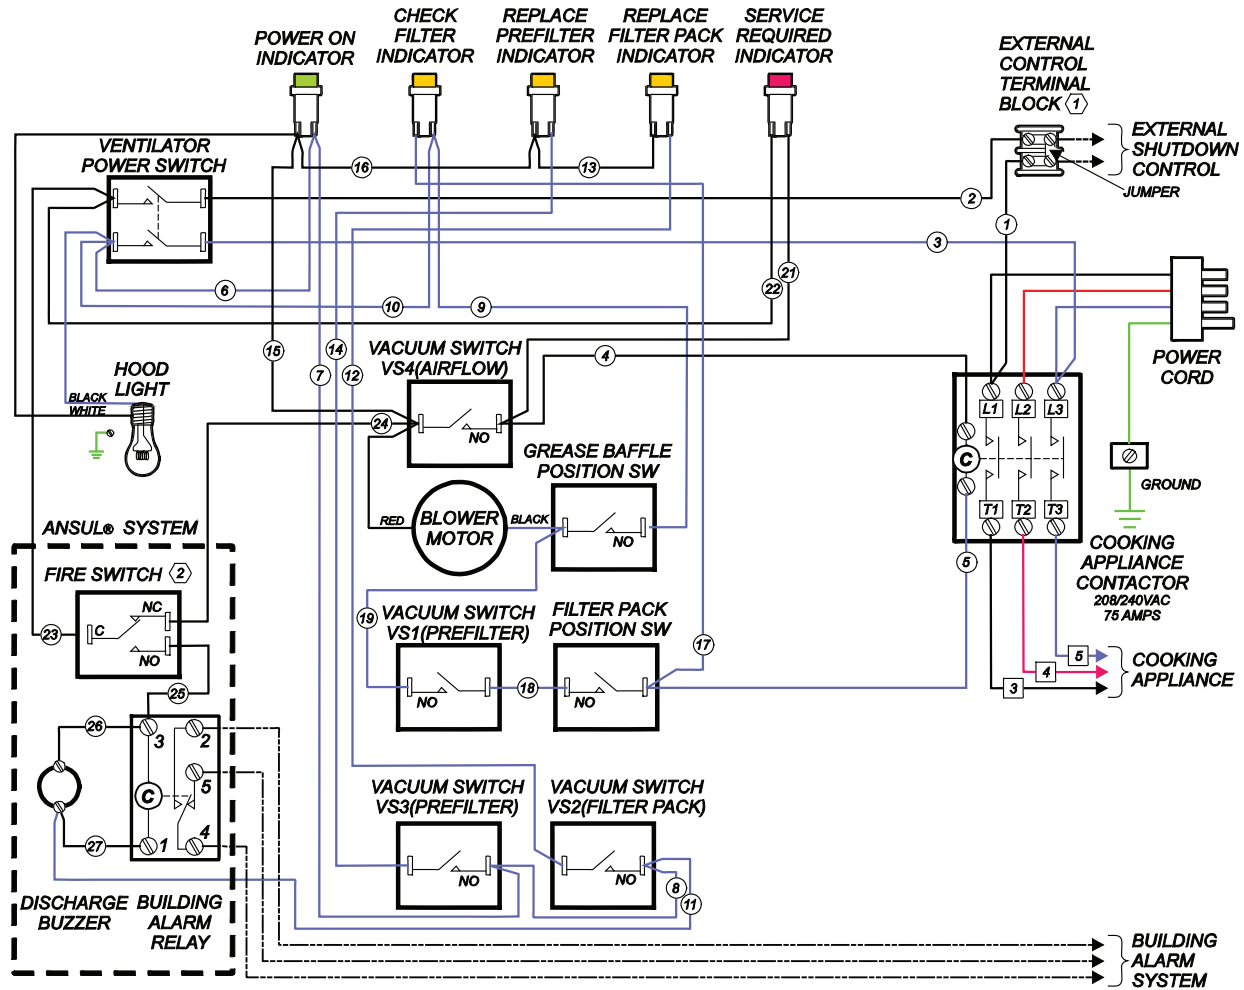 POWER ON
INDICATOR
CHECK
FILTER
INDICATOR
REPLACE
PREFILTER
INDICATOR
REPLACE
FILTER PACK
INDICATOR
SERVICE
REQUIRED
INDICATOR
EXTERNAL
CONTROL
TERMINAL
BLOCK 1
EXTERNAL
SHUTDOWN
CONTROL
JUMPER
VENTILATOR
POWER SWITCH
16
13
2
1
3
21
22
6
10
9
15
14
7
12
4
VACUUM SWITCH
VS4(AIRFLOW)
NO
24
HOOD
LIGHT
BLACK
WHITE
POWER
CORD
L1
L2
L3
C
T1
T2
T3
GROUND
GREASE BAFFLE
POSITION SW
NO
RED
BLOWER
MOTOR
BLACK
COOKING
APPLIANCE
CONTACTOR
208/240VAC
75 AMPS
5
ANSUL® SYSTEM
FIRE SWITCH 2
NC
C
NO
23
25
19
VACUUM SWITCH
VS1(PREFILTER)
NO
18
FILTER PACK
POSITION SW
NO
17
5
4
3
COOKING
APPLIANCE
26
3
2
5
C
1
4
27
VACUUM SWITCH
VS3(PREFILTER)
NO
VACUUM SWITCH
VS2(FILTER PACK)
NO
8
11
DISCHARGE
BUZZER
BUILDING
ALARM
RELAY
BUILDING
ALARM
SYSTEM